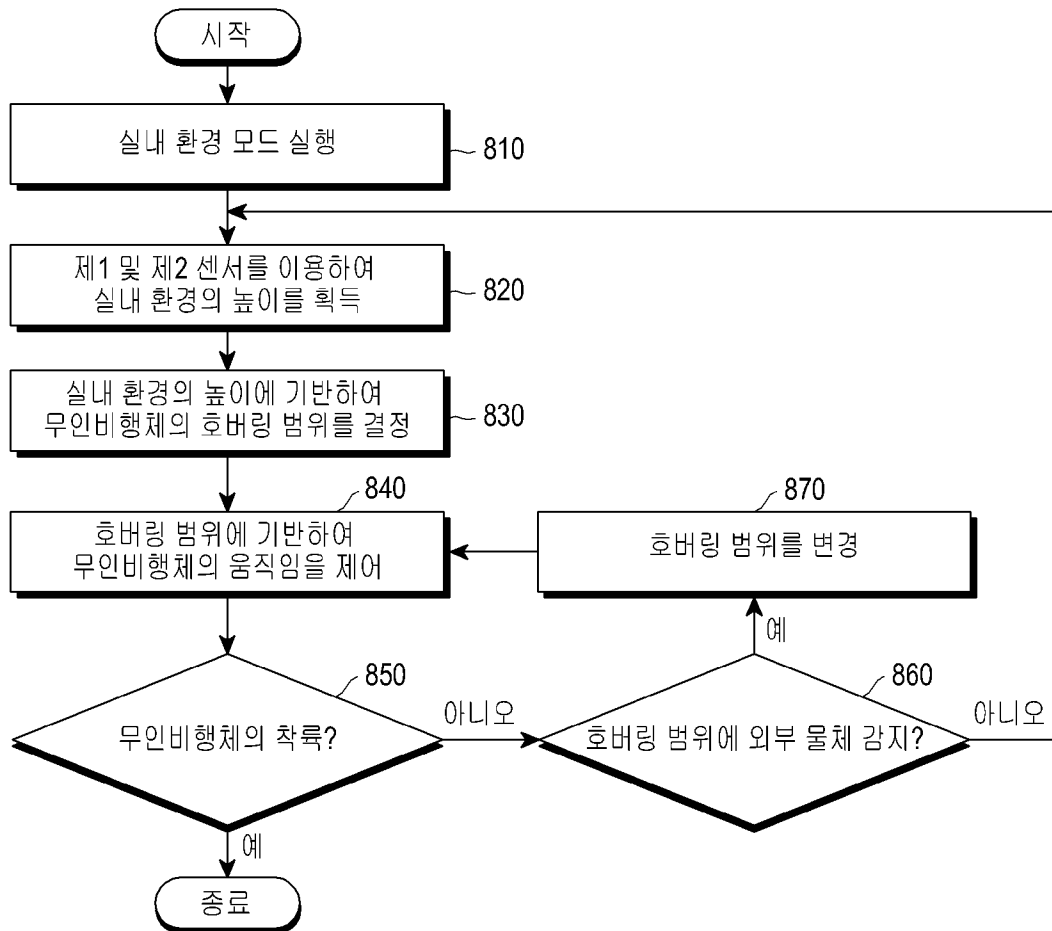 시작
실내 환경 모드 실행
810
제1 및 제2 센서를 이용하여
실내 환경의 높이를 획득
820
실내 환경의 높이에 기반하여
무인비행체의 호버링 범위를 결정
830
840
호버링 범위에 기반하여
무인비행체의 움직임을 제어
870
호버링 범위를 변경
예
850
무인비행체의 착륙?
아니오
860
호버링 범위에 외부 물체 감지?
아니오
예
종료